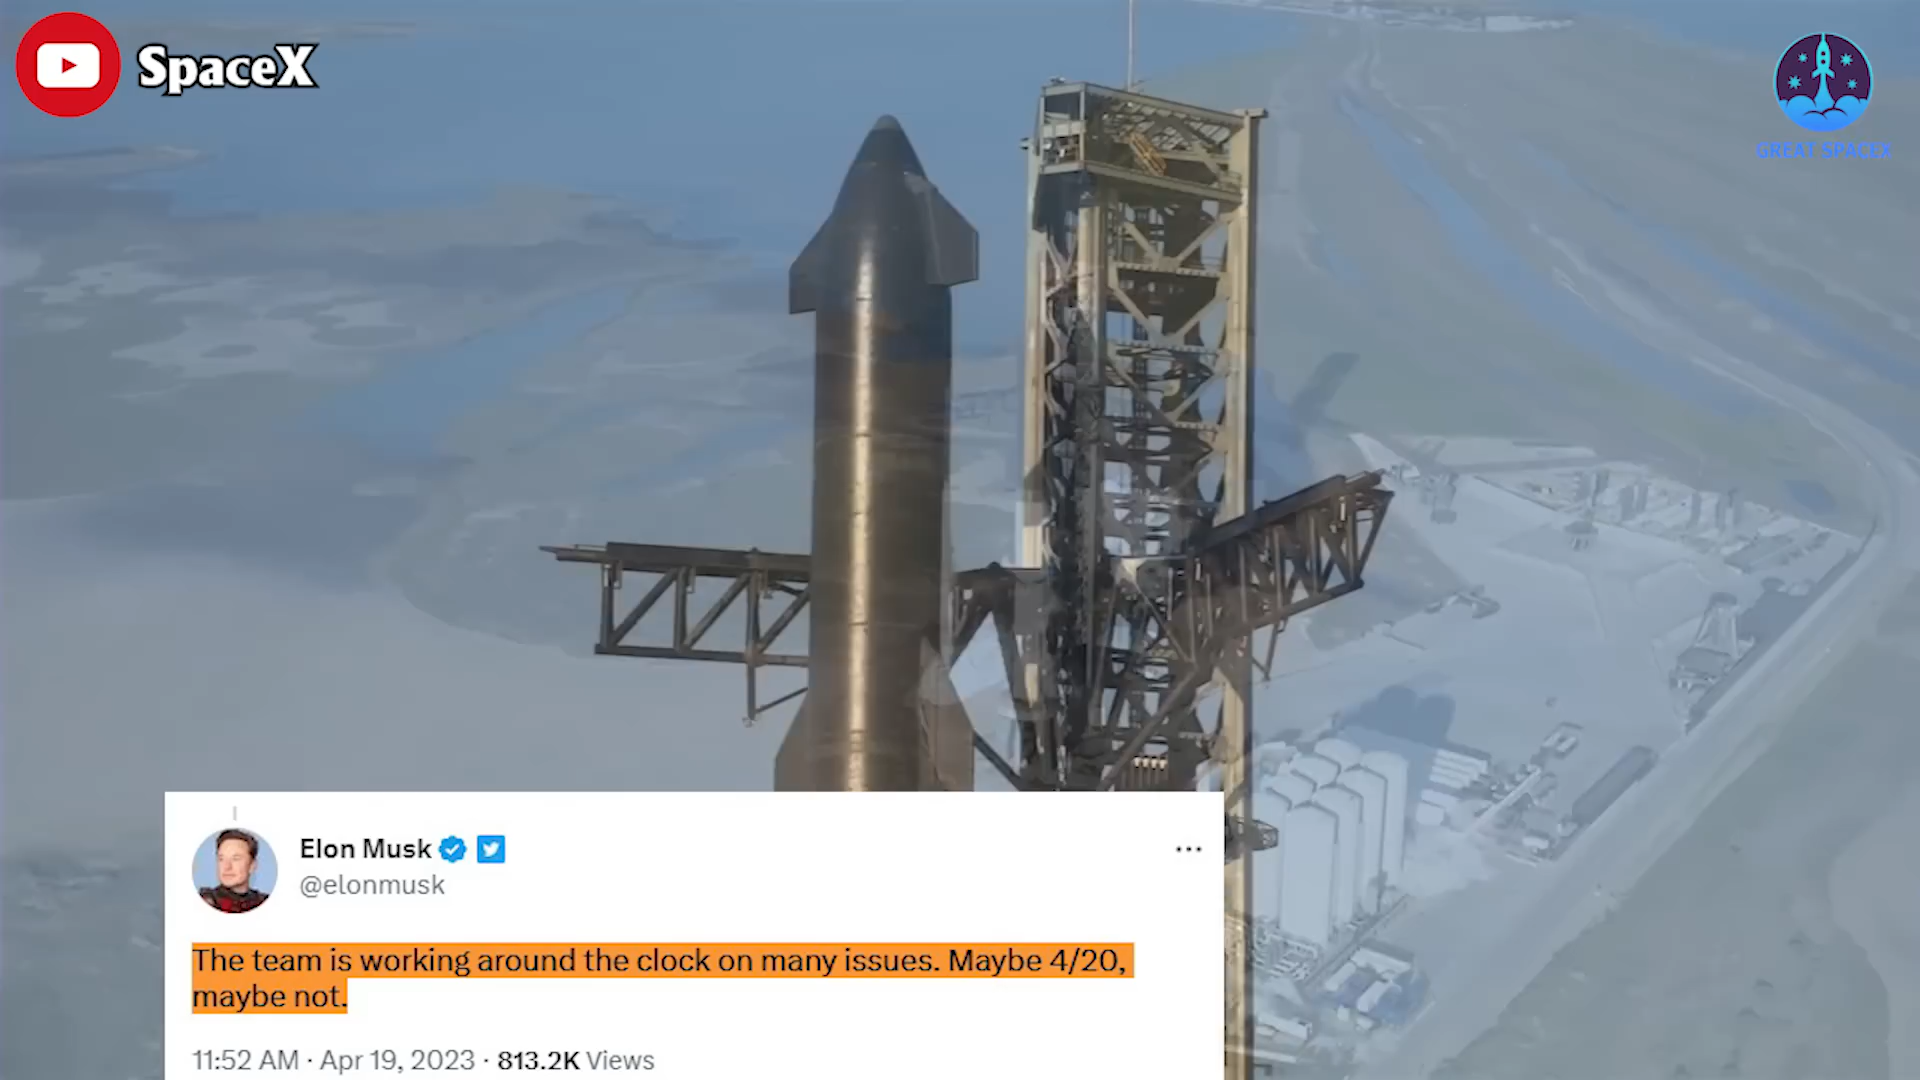 SpaceX
GREAT SPACEX
Elon Musk
@elonmusk
The team is working around the clock on many issues. Maybe 4/20,
maybe not.
11:52 AM · Apr 19, 2023 · 813.2K Views